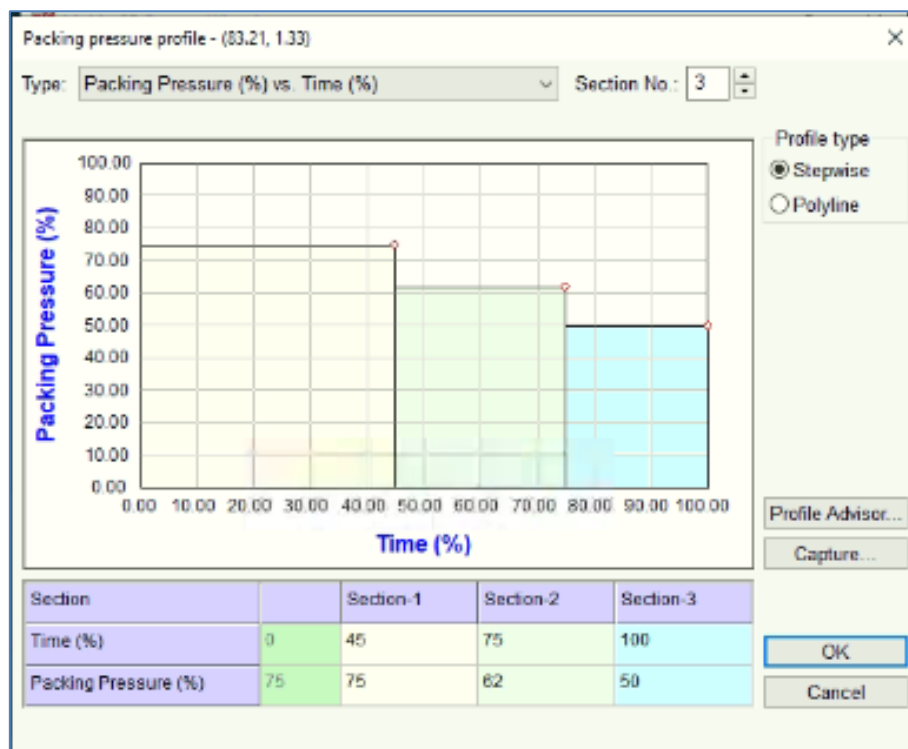 Packing pressure profile - (83.21, 1.33)
Type: Packing Pressure (%) vs. Time (%) Section No.: 3
Profile type
Stepwise
Polyline
Packing Pressure (%)
100.00
90.00
80.00
70.00
60.00
50.00
40.00
30.00
20.00
10.00
0.00
0.00 10.00 20.00 30.00 40.00 50.00 60.00 70.00 80.00 90.00 100.00
Time (%)
Profile Advisor...
Capture...
Section Section-1 Section-2 Section-3
Time (%) 0 45 75 100
Packing Pressure (%) 75 75 62 50
OK
Cancel